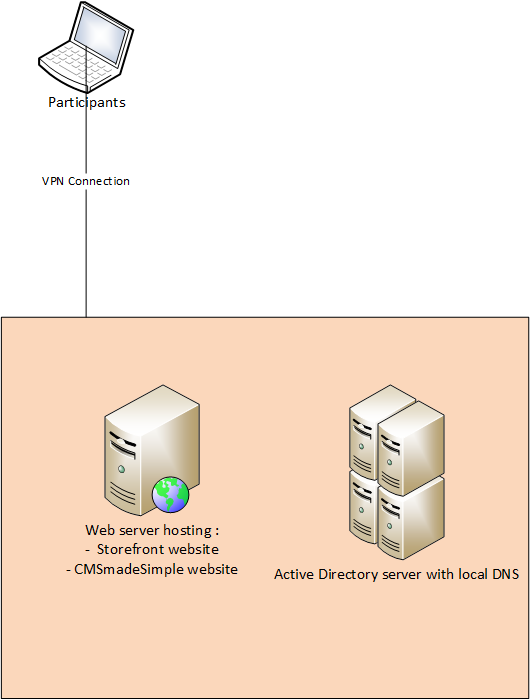 Participants
VPN Connection
Web server hosting :
- Storefront website
- CMSmadeSimple website
Active Directory server with local DNS